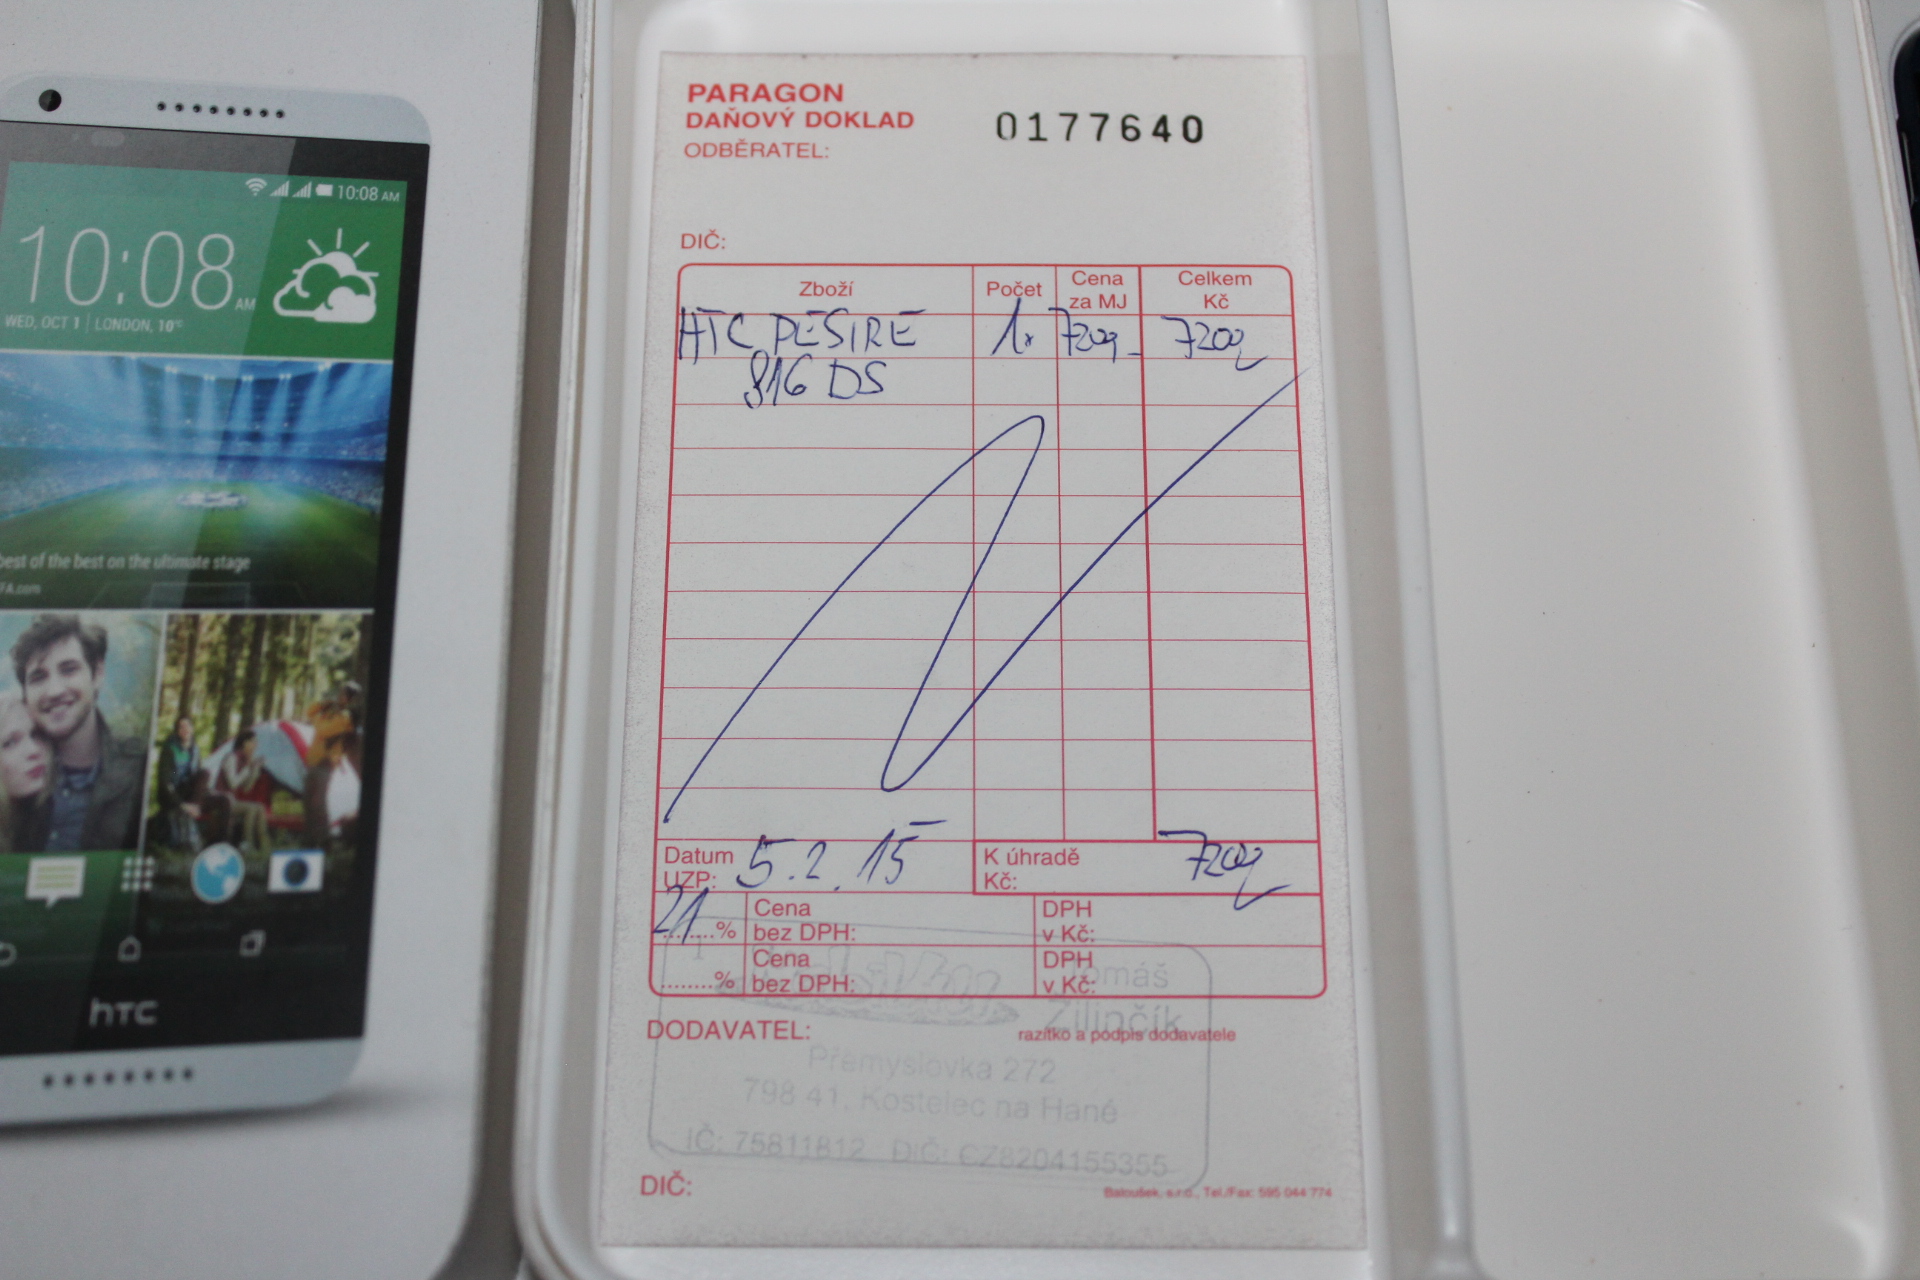 10:08 AM
10:08 AM
WED, OCT 1 | LONDON, 10°C
best of the best on the ultimate stage
hTC
PARAGON
DAŇOVÝ DOKLAD
0177640
ODBĚRATEL:
DIČ:
Zboží Počet Cena za MJ Celkem Kč
HTC DESIRE 1x 7200,- 7200,-
816 DS
Datum UZP: 5.2.15 K úhradě Kč: 7200,-
21 % Cena bez DPH: DPH v Kč:
........% Cena bez DPH: DPH v Kč:
Tomáš
Žilinčík
DODAVATEL: razítko a podpis dodavatele
Přemyslovka 272
798 41, Kostelec na Hané
IČ: 75811812 DIČ: CZ8204155355
DIČ:
Baloušek, s.r.o., Tel./Fax: 595 044 774